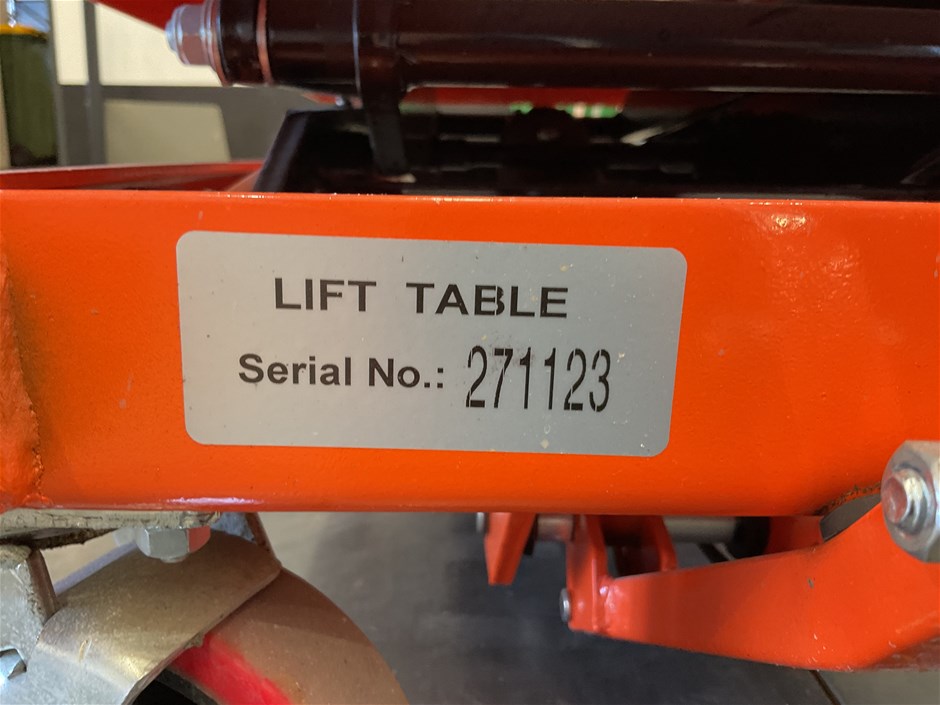 LIFT TABLE
Serial No.: 271123